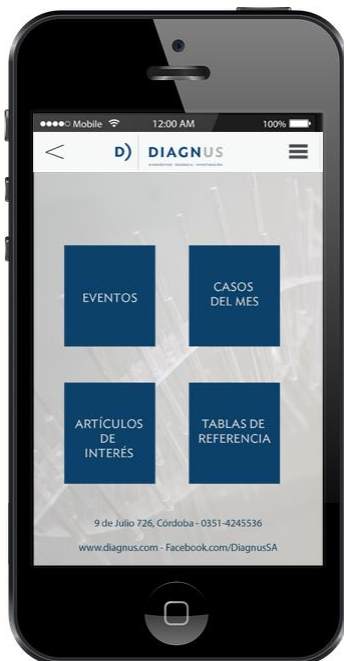 Mobile 12:00 AM 100%
D) DIAGNUS
EVENTOS
CASOS
DEL MES
ARTÍCULOS
DE
INTERÉS
TABLAS DE
REFERENCIA
9 de Julio 726, Córdoba - 0351-4245536
www.diagnus.com - Facebook.com/DiagnusSA